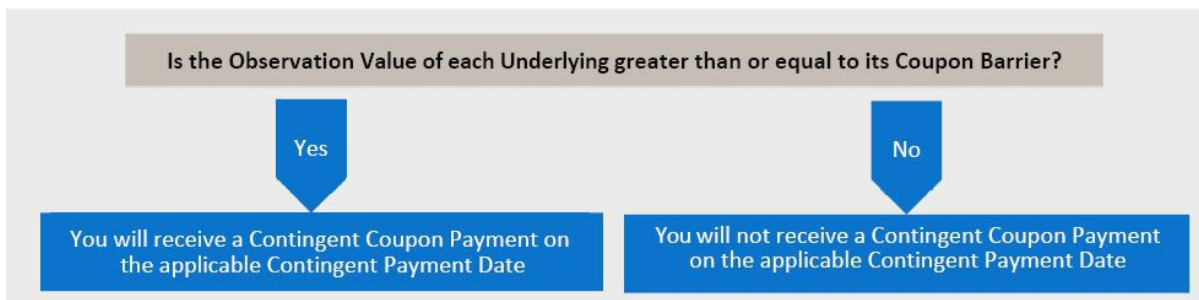 Is the Observation Value of each Underlying greater than or equal to its Coupon Barrier?
Yes
No
You will receive a Contingent Coupon Payment on
the applicable Contingent Payment Date
You will not receive a Contingent Coupon Payment
on the applicable Contingent Payment Date